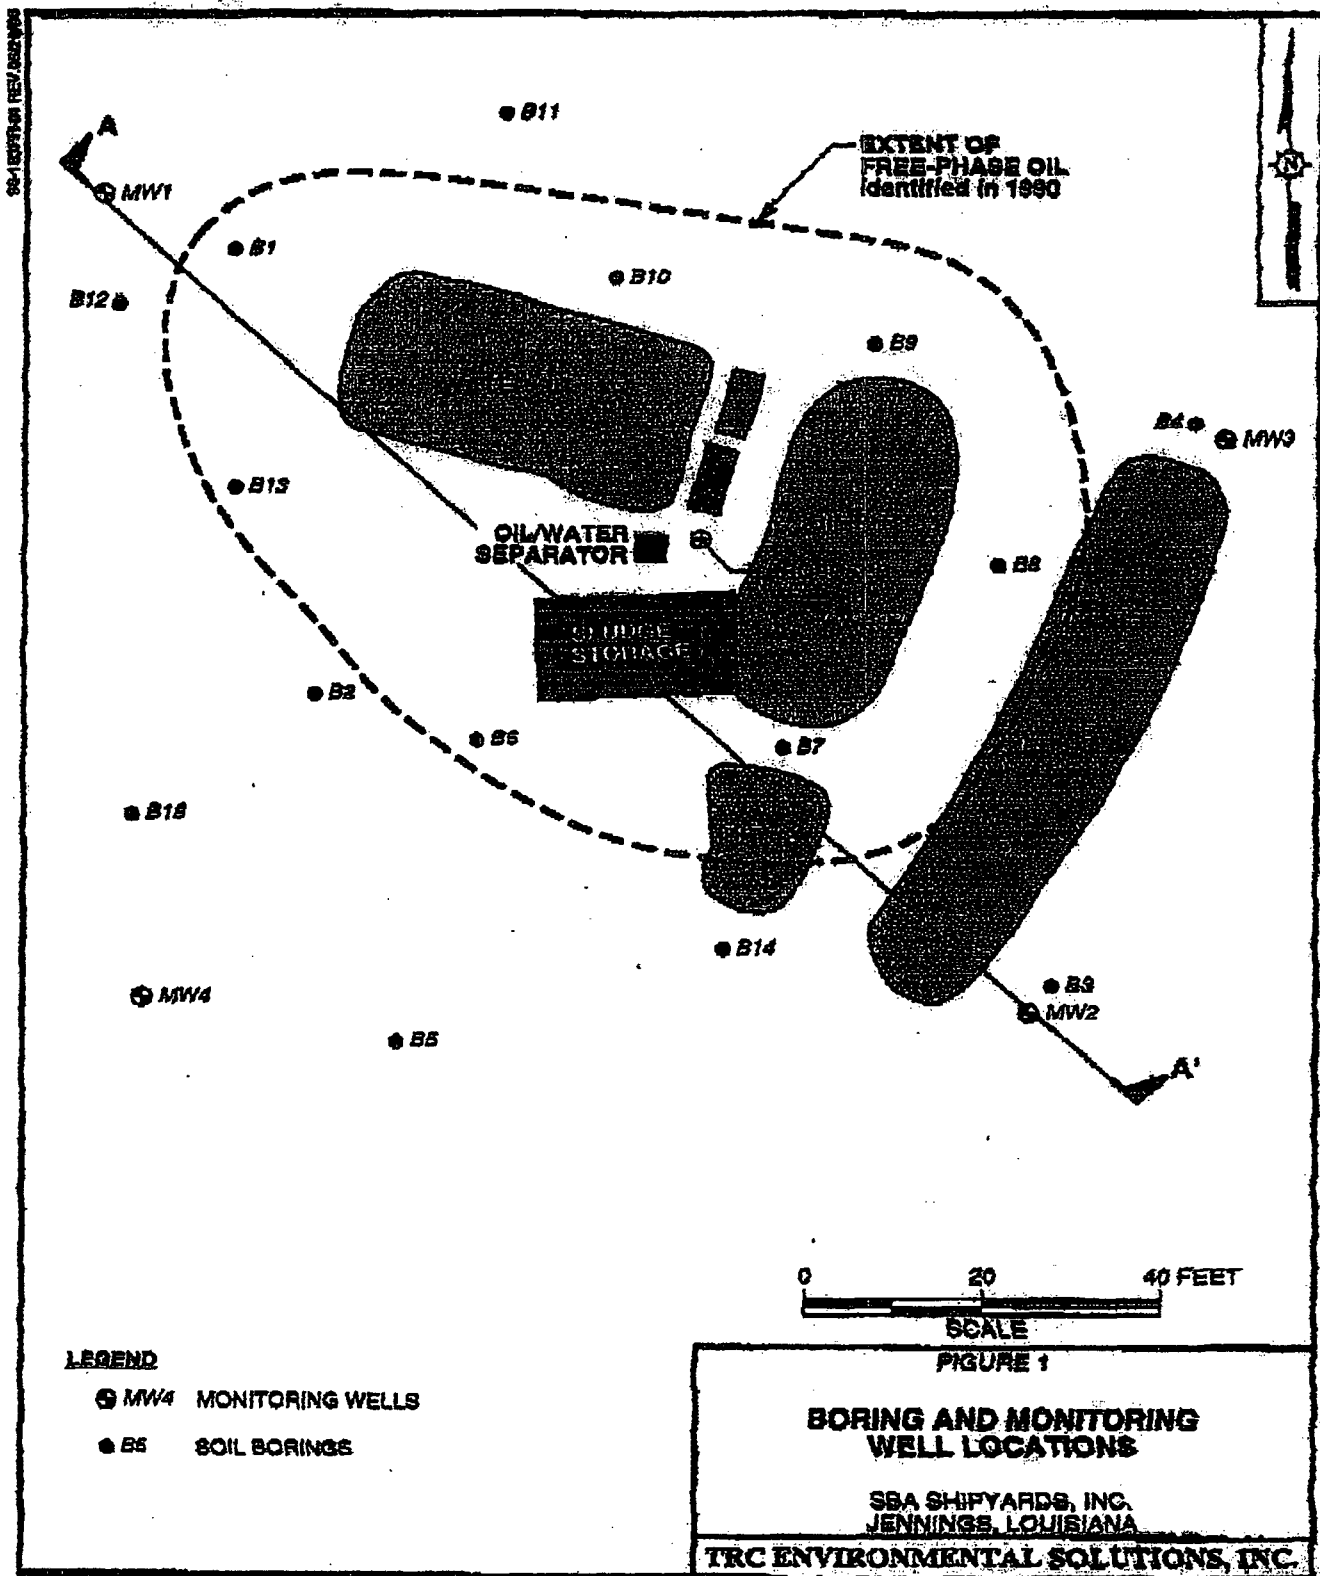 B11
A
EXTENT OF
FREE-PHASE OIL
Identified in 1990
N
MW1
B1
B10
B12
B9
B4
MW3
B13
OIL/WATER
SEPARATOR
B8
SLUDGE
STORAGE
B2
B6
B7
B18
B14
B3
MW4
MW2
B5
A'
0 20 40 FEET
SCALE
LEGEND
MW4 MONITORING WELLS
B5 SOIL BORINGS
FIGURE 1
BORING AND MONITORING
WELL LOCATIONS
SBA SHIPYARDS, INC.
JENNINGS, LOUISIANA
TRC ENVIRONMENTAL SOLUTIONS, INC.